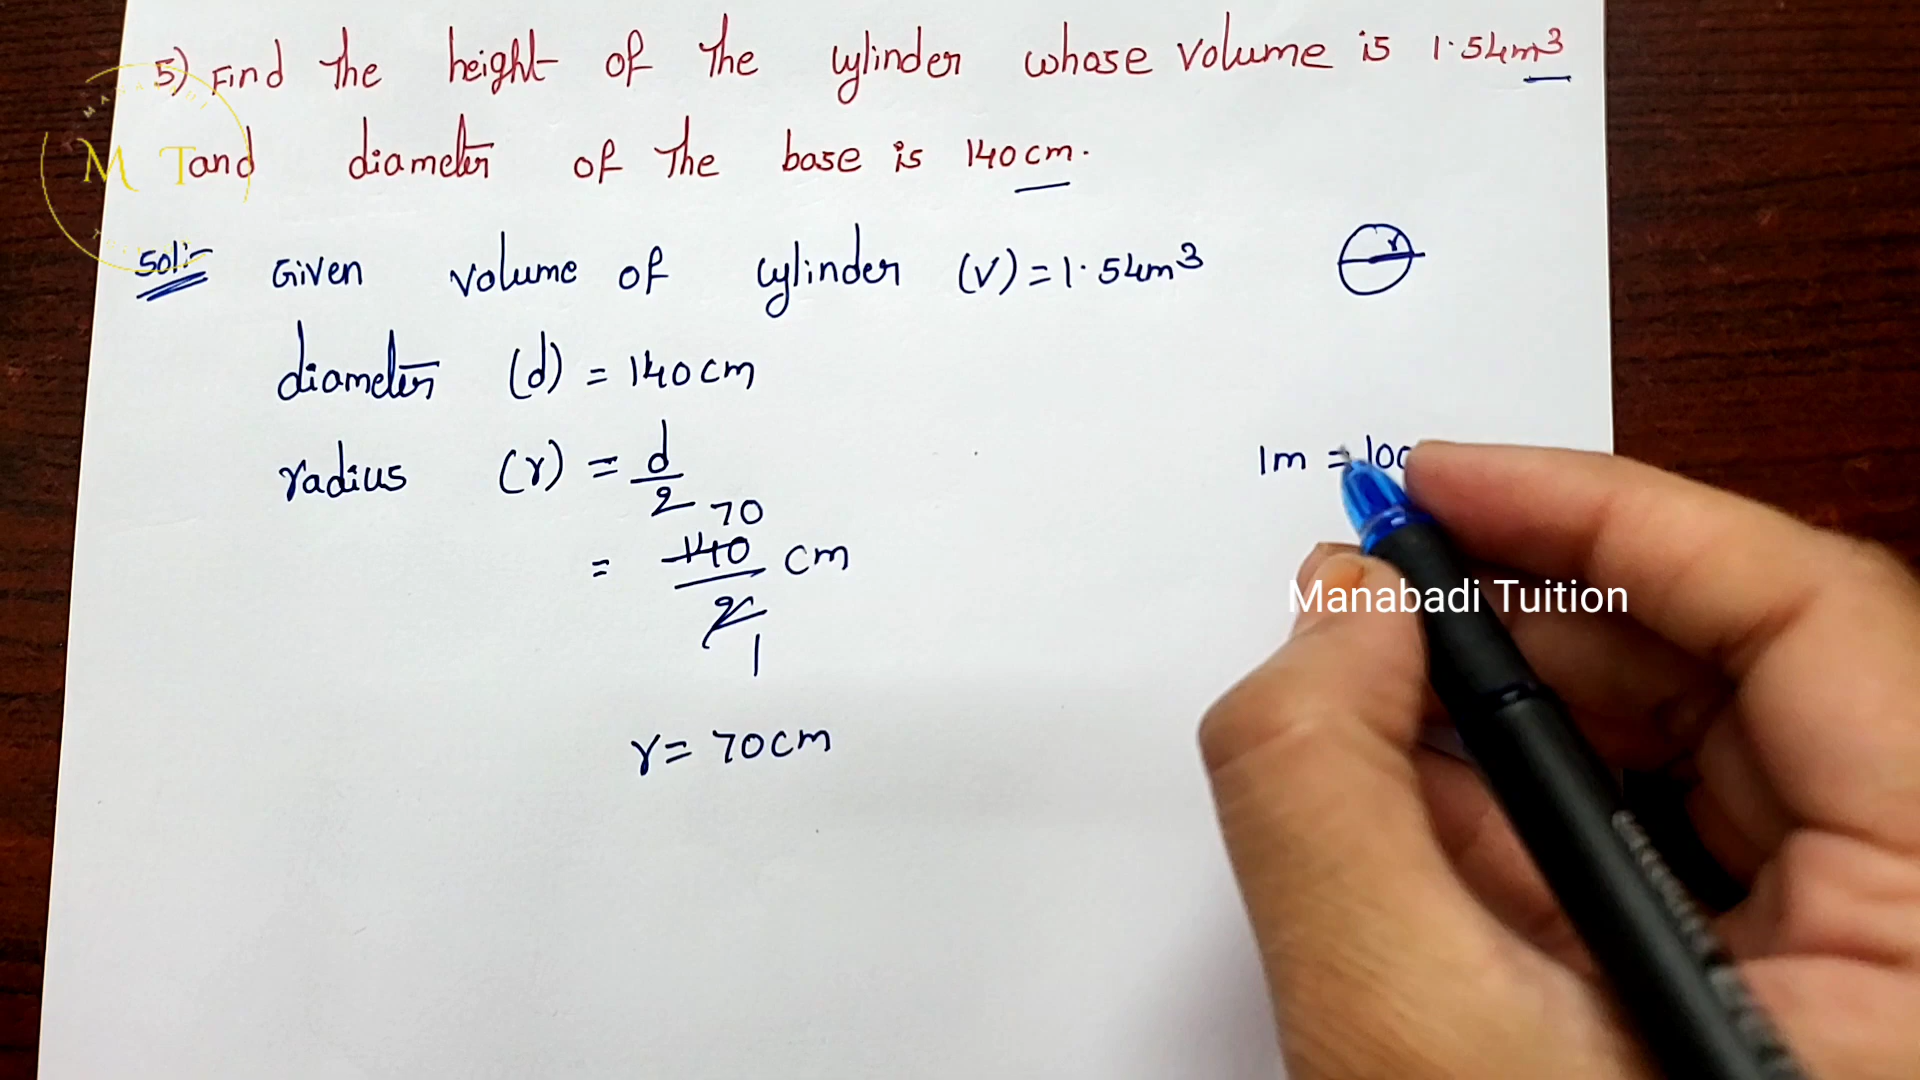 5) Find the height of the cylinder whose volume is 1.54m³
and diameter of the base is 140cm.
M T
Sol:- Given volume of cylinder (V) = 1.54m³
r
diameter (d) = 140cm
radius (r) = d/2
1m = 100
= 140/2 cm
70
1
r = 70cm
Manabadi Tuition